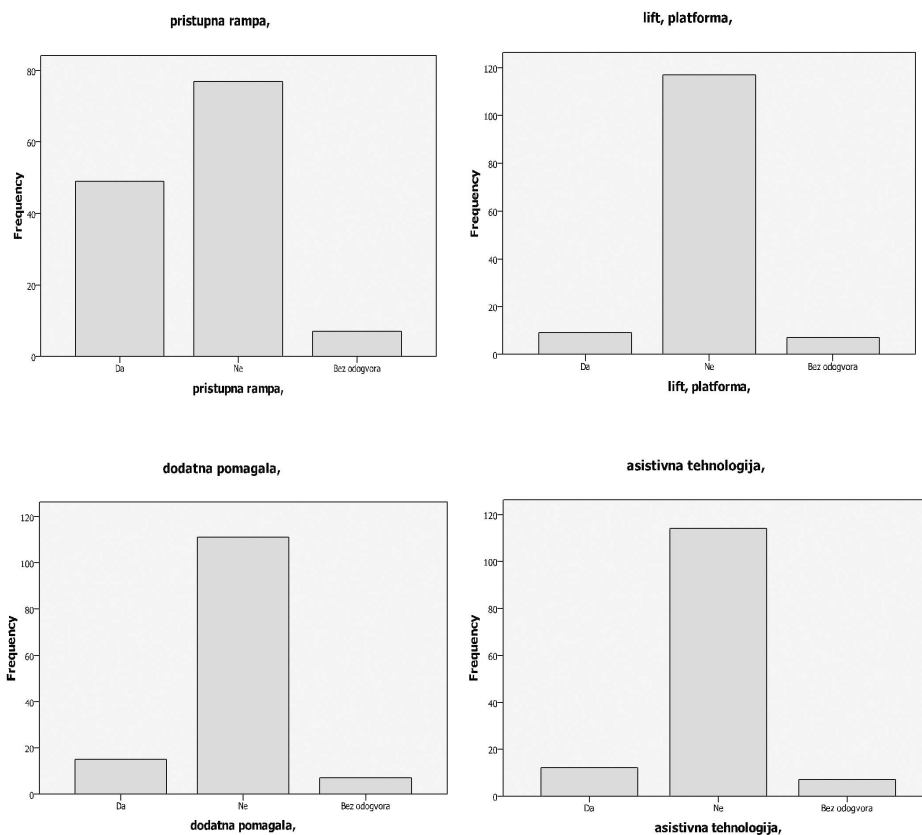 pristupna rampa,
80
60
40
20
0
Frequency
Da
Ne
Bez odogvora
pristupna rampa,
lift, platforma,
120
100
80
60
40
20
0
Frequency
Da
Ne
Bez odogvora
lift, platforma,
dodatna pomagala,
120
100
80
60
40
20
0
Frequency
Da
Ne
Bez odogvora
dodatna pomagala,
asistivna tehnologija,
120
100
80
60
40
20
0
Frequency
Da
Ne
Bez odogvora
asistivna tehnologija,